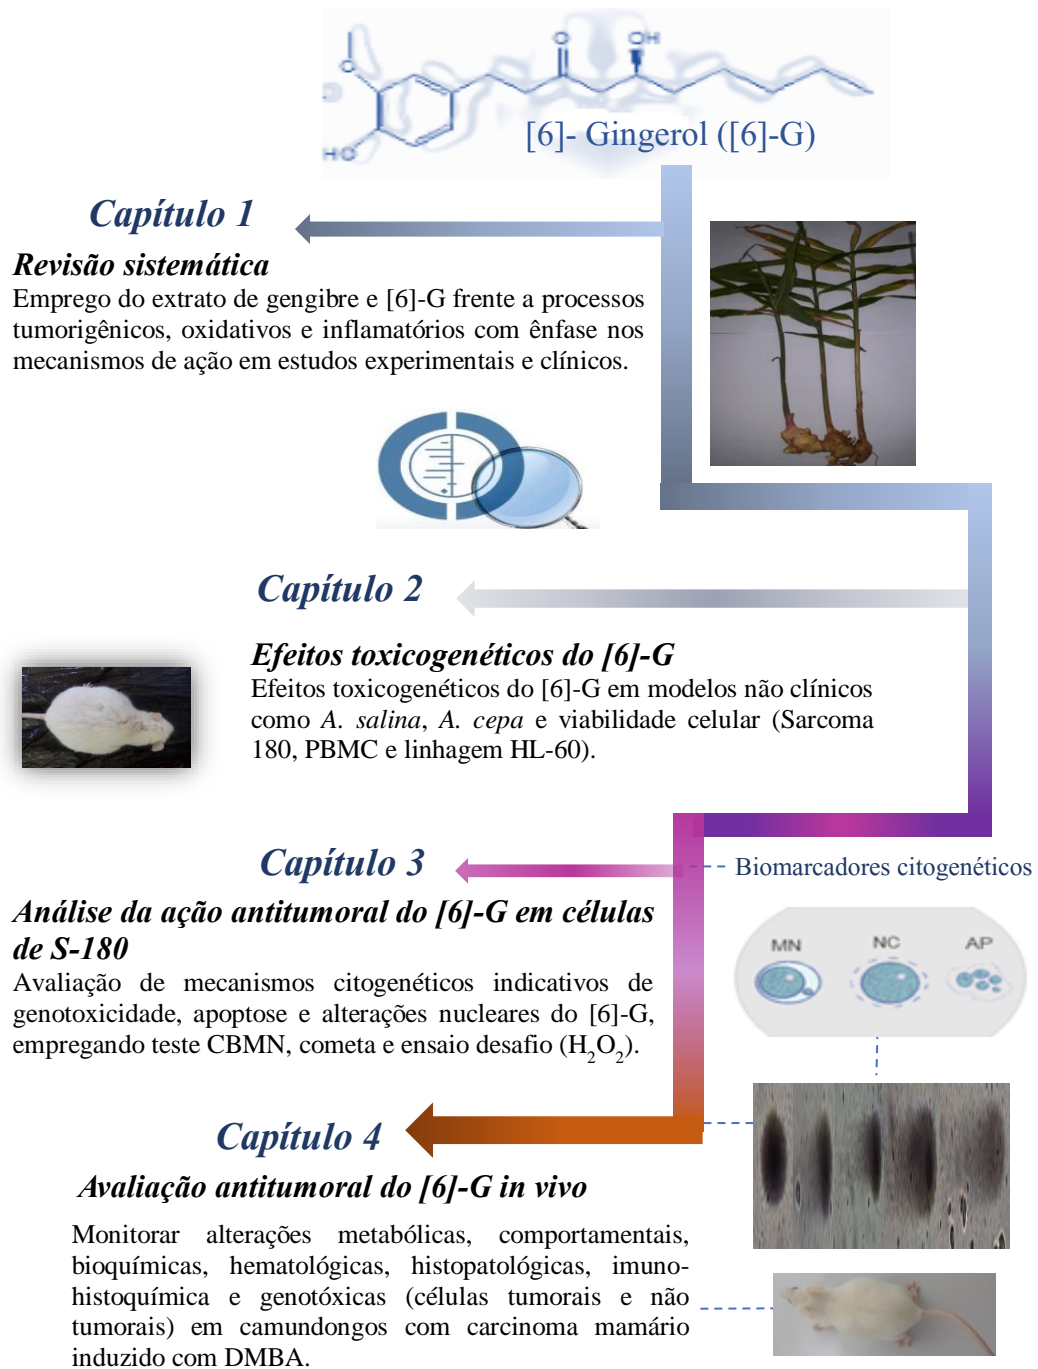 O
OH
O
HO
[6]- Gingerol ([6]-G)
Capítulo 1
Revisão sistemática
Emprego do extrato de gengibre e [6]-G frente a processos
tumorigênicos, oxidativos e inflamatórios com ênfase nos
mecanismos de ação em estudos experimentais e clínicos.
Capítulo 2
Efeitos toxicogenéticos do [6]-G
Efeitos toxicogenéticos do [6]-G em modelos não clínicos
como A. salina, A. cepa e viabilidade celular (Sarcoma
180, PBMC e linhagem HL-60).
Capítulo 3
Biomarcadores citogenéticos
Análise da ação antitumoral do [6]-G em células
de S-180
Avaliação de mecanismos citogenéticos indicativos de
genotoxicidade, apoptose e alterações nucleares do [6]-G,
empregando teste CBMN, cometa e ensaio desafio (H₂O₂).
MN NC AP
Capítulo 4
Avaliação antitumoral do [6]-G in vivo
Monitorar alterações metabólicas, comportamentais,
bioquímicas, hematológicas, histopatológicas, imuno-
histoquímica e genotóxicas (células tumorais e não
tumorais) em camundongos com carcinoma mamário
induzido com DMBA.